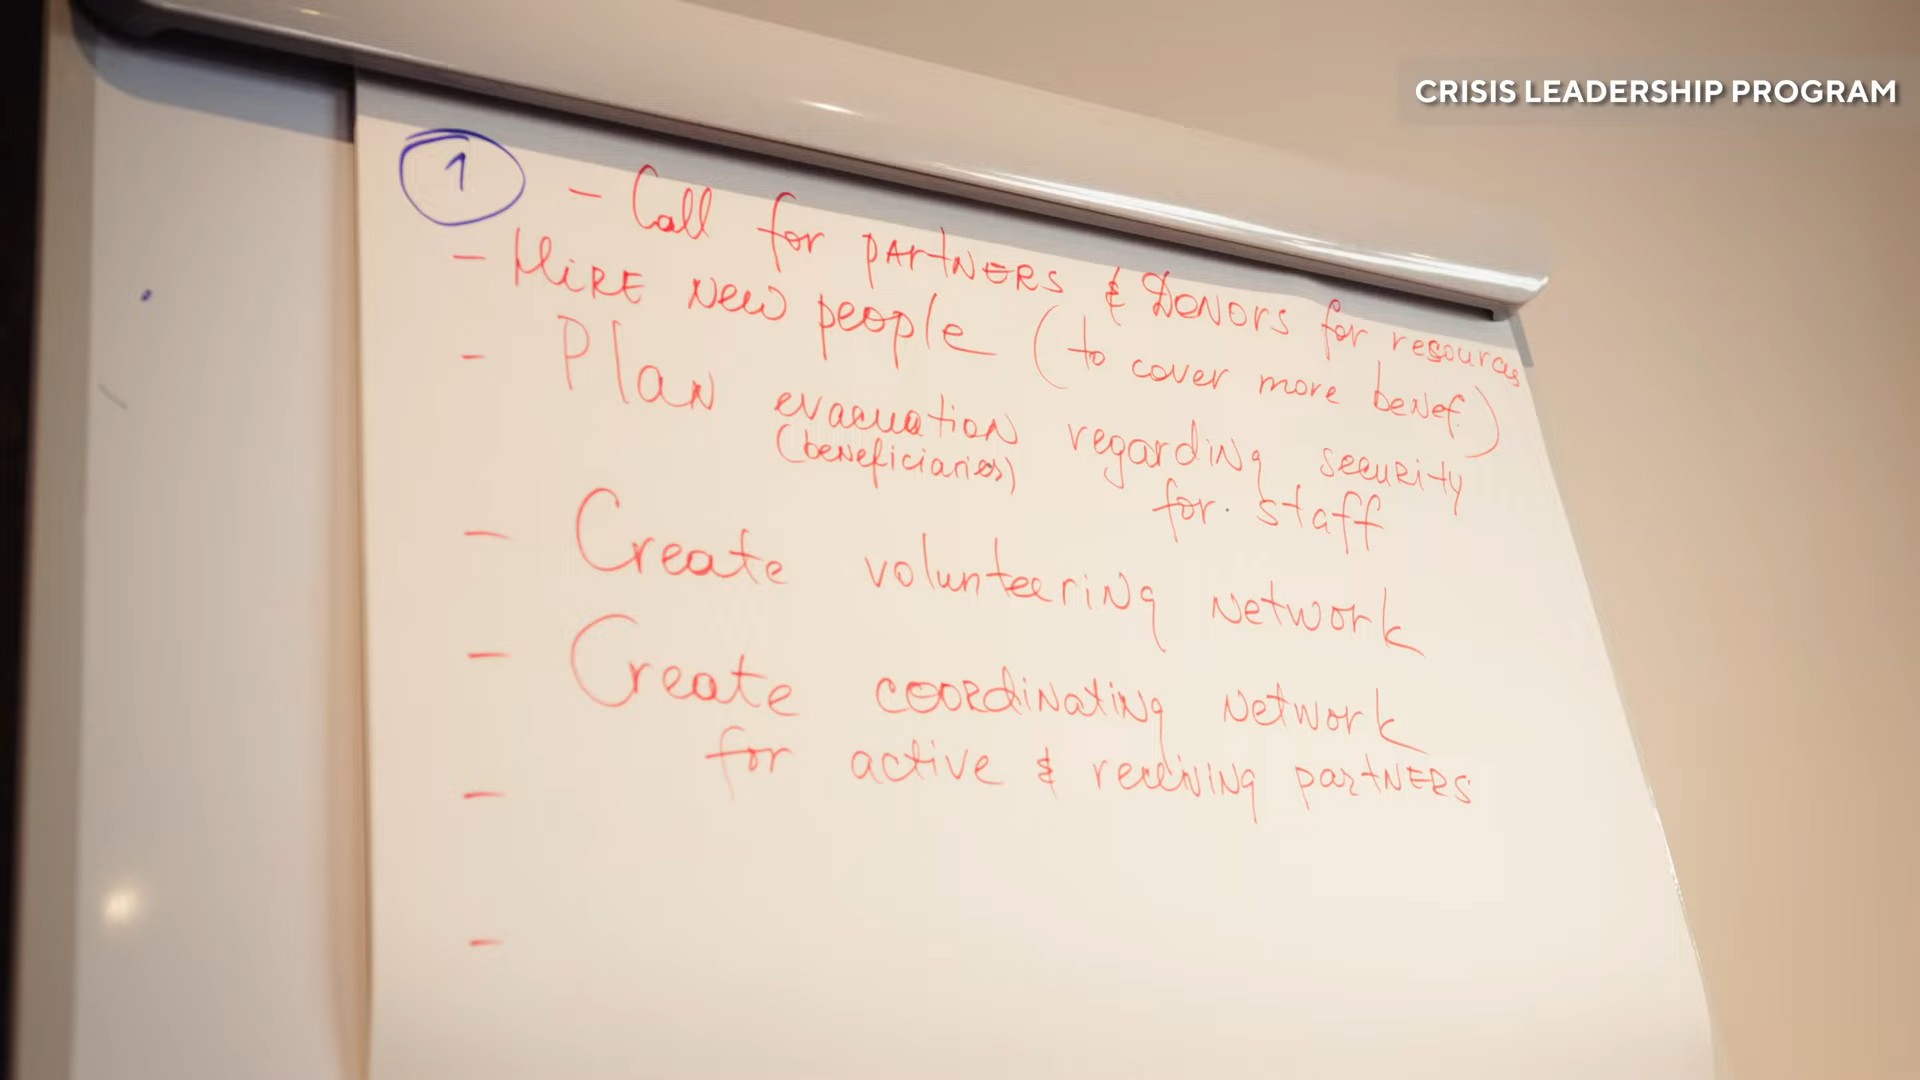 CRISIS LEADERSHIP PROGRAM
1
- Call for partNERS & DONORS for resources
- HiRE New people (to cover more benef.)
- Plan evacuation regarding security
(beneficiaries) for staff
- Create volunteering network
- Create coordinating network
for active & receiving partNERS
-
-